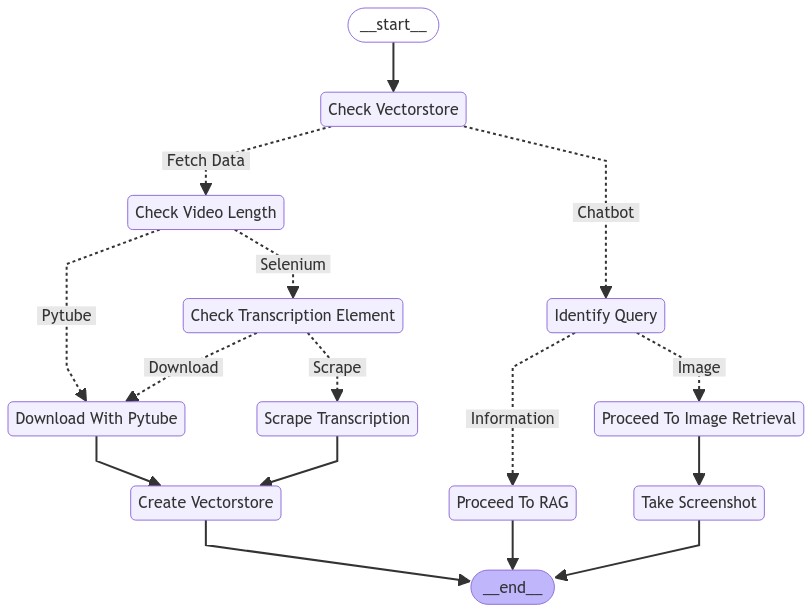 __start__
Check Vectorstore
Fetch Data
Check Video Length
Chatbot
Selenium
Pytube
Check Transcription Element
Identify Query
Download
Scrape
Image
Download With Pytube
Scrape Transcription
Information
Proceed To Image Retrieval
Create Vectorstore
Proceed To RAG
Take Screenshot
__end__